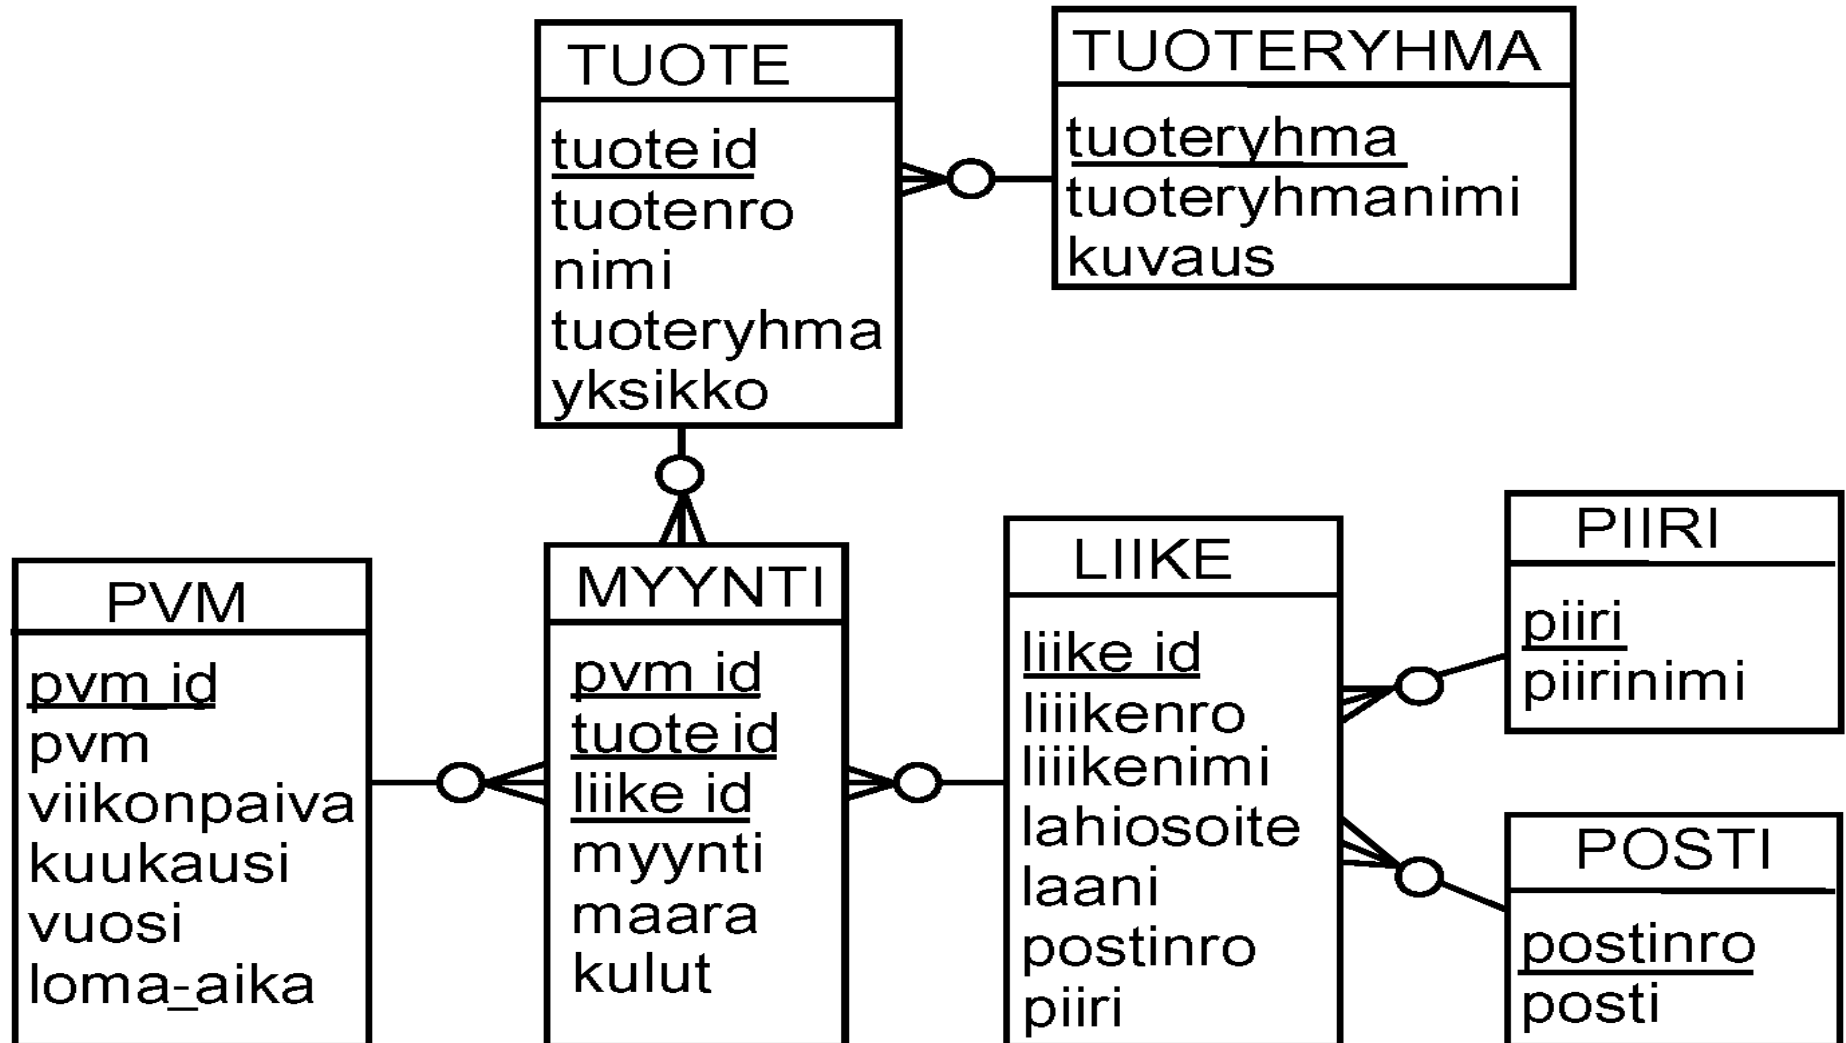 TUOTE
tuote id
tuotenro
nimi
tuoteryhma
yksikko
TUOTERYHMA
tuoteryhma
tuoteryhmanimi
kuvaus
PVM
pvm_id
pvm
viikonpaiva
kuukausi
vuosi
loma_aika
MYYNTI
pvm id
tuote id
liike id
myynti
maara
kulut
LIIKE
liike id
liiikenro
liiikenimi
lahiosoite
laani
postinro
piiri
PIIRI
piiri
piirinimi
POSTI
postinro
posti